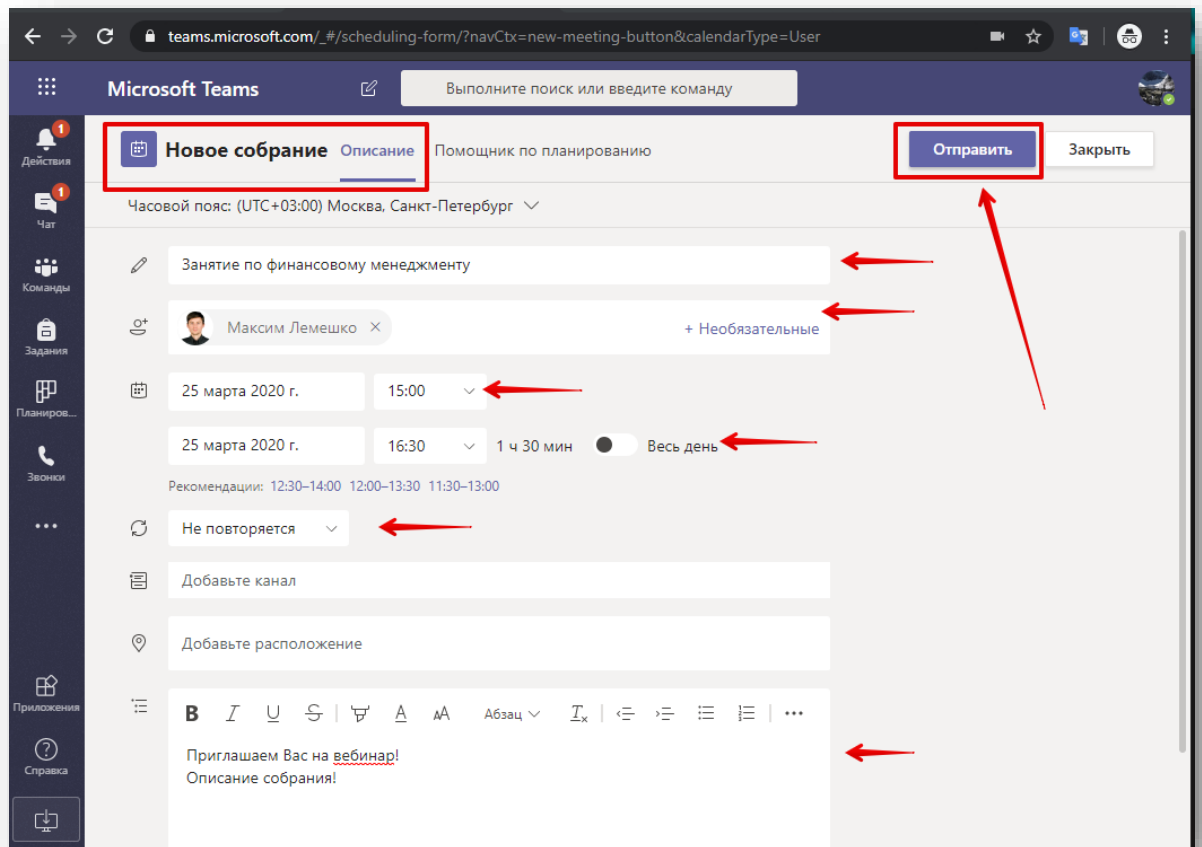 teams.microsoft.com/_#/scheduling-form/?navCtx=new-meeting-button&calendarType=User
Microsoft Teams
Выполните поиск или введите команду
1
Действия
Новое собрание Описание Помощник по планированию
Отправить
Закрыть
1
Чат
Часовой пояс: (UTC+03:00) Москва, Санкт-Петербург
Команды
Занятие по финансовому менеджменту
Задания
Максим Лемешко ×
+ Необязательные
Планиров...
25 марта 2020 г. 15:00
Звонки
25 марта 2020 г. 16:30 1 ч 30 мин Весь день
Рекомендации: 12:30–14:00 12:00–13:30 11:30–13:00
Не повторяется
Добавьте канал
Добавьте расположение
Приложения
B I U S A AA Абзац Tx
Справка
Приглашаем Вас на вебинар!
Описание собрания!